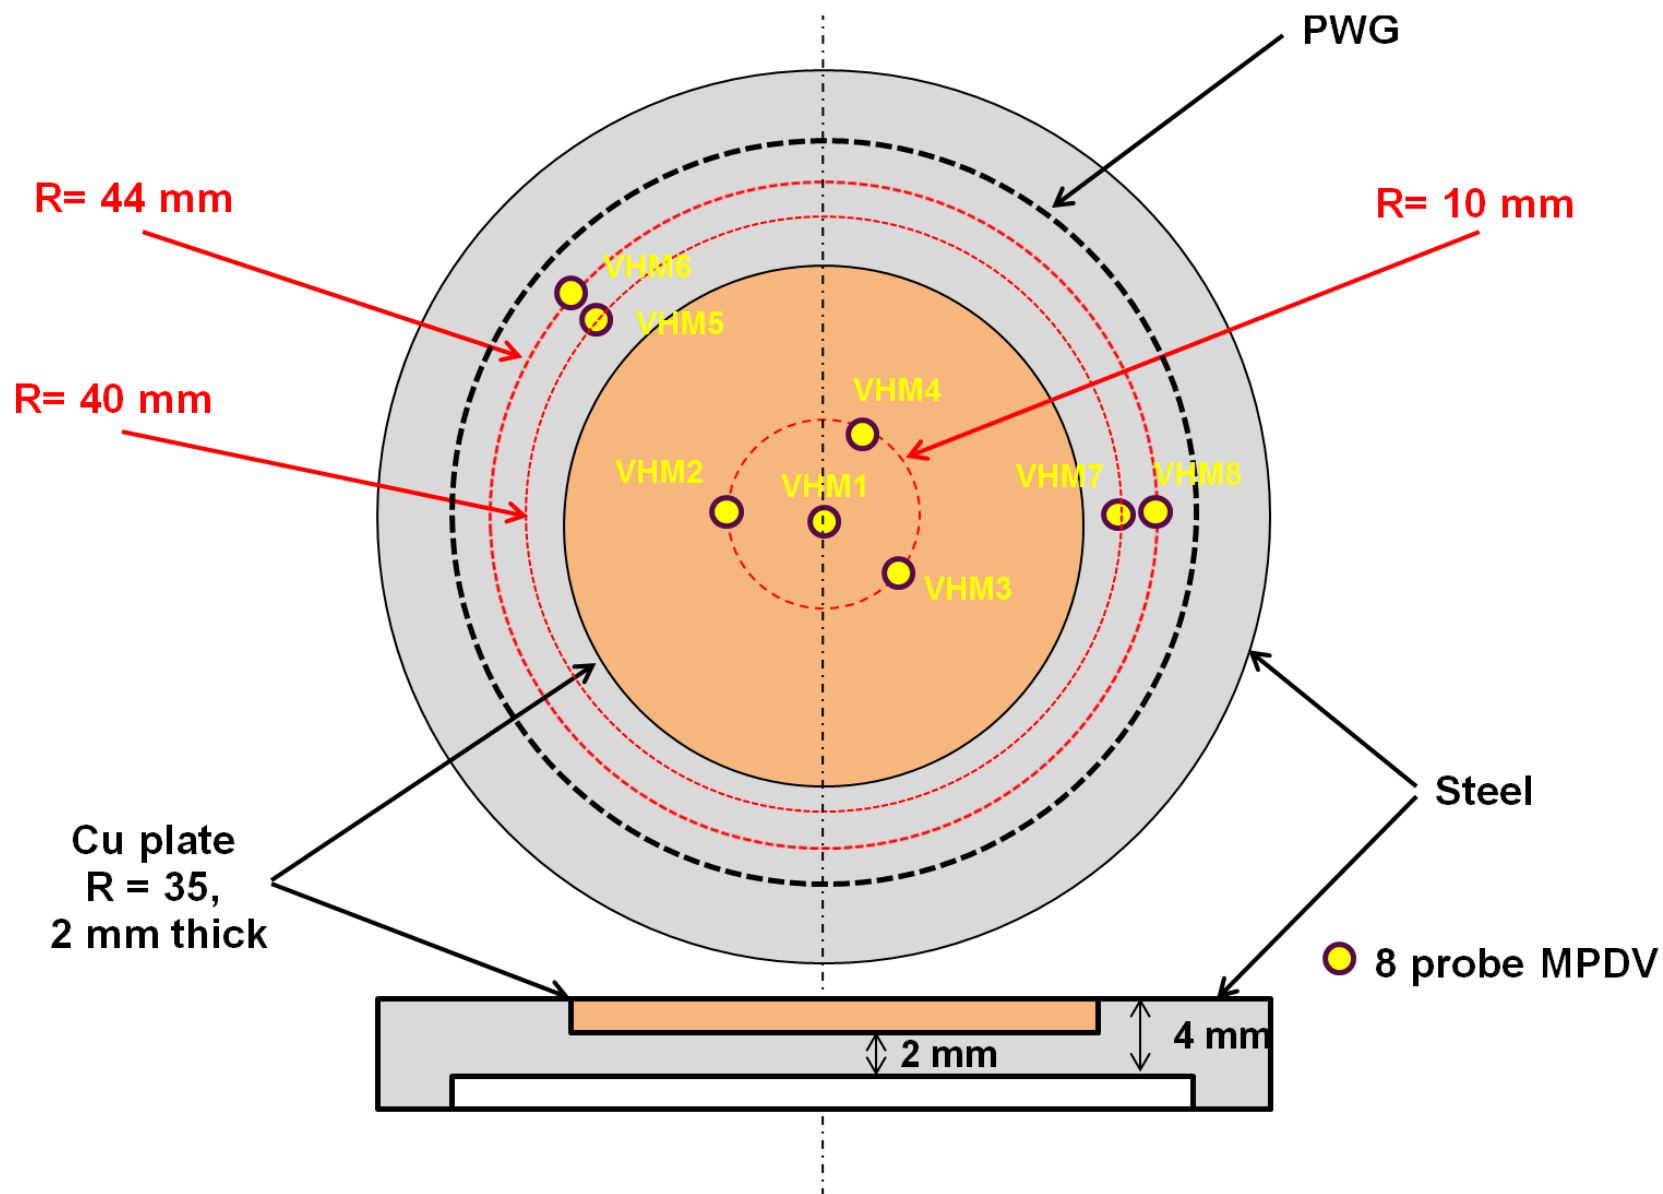 PWG
R= 44 mm
R= 10 mm
VHM6
VHM5
R= 40 mm
VHM4
VHM2
VHM1
VHM7
VHM8
VHM3
Steel
Cu plate
R = 35,
2 mm thick
8 probe MPDV
4 mm
2 mm